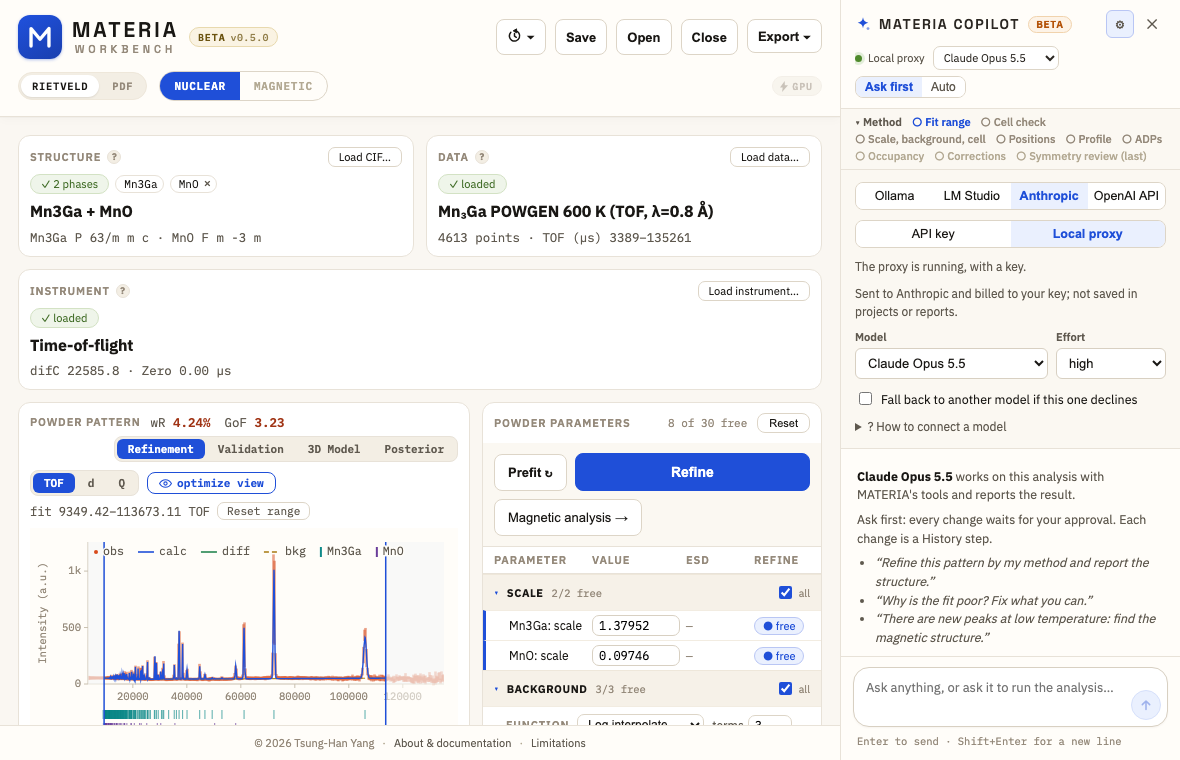 MATERIA
WORKBENCH
BETA v0.5.0
Save
Open
Close
Export
RIETVELD
PDF
NUCLEAR
MAGNETIC
GPU
STRUCTURE ?
Load CIF…
✓ 2 phases
Mn3Ga
MnO ×
Mn3Ga + MnO
Mn3Ga P 63/m m c · MnO F m -3 m
DATA ?
Load data…
✓ loaded
Mn₃Ga POWGEN 600 K (TOF, λ=0.8 Å)
4613 points · TOF (µs) 3389–135261
INSTRUMENT ?
Load instrument…
✓ loaded
Time-of-flight
difC 22585.8 · Zero 0.00 µs
POWDER PATTERN wR 4.24% GoF 3.23
Refinement
Validation
3D Model
Posterior
TOF
d
Q
optimize view
fit 9349.42–113673.11 TOF
Reset range
obs
calc
diff
bkg
Mn3Ga
MnO
Intensity (a.u.)
1k
500
0
20000
40000
60000
80000
100000
120000
POWDER PARAMETERS
8 of 30 free
Reset
Prefit ↻
Refine
Magnetic analysis →
PARAMETER VALUE ESD REFINE
SCALE 2/2 free
all
Mn3Ga: scale 1.37952 — free
MnO: scale 0.09746 — free
BACKGROUND 3/3 free
all
FUNCTION Log interpolate terms 3
© 2026 Tsung-Han Yang · About & documentation · Limitations
MATERIA COPILOT BETA
Local proxy
Claude Opus 5.5
Ask first
Auto
Method
Fit range
Cell check
Scale, background, cell
Positions
Profile
ADPs
Occupancy
Corrections
Symmetry review (last)
Ollama
LM Studio
Anthropic
OpenAI API
API key
Local proxy
The proxy is running, with a key.
Sent to Anthropic and billed to your key; not saved in
projects or reports.
Model
Effort
Claude Opus 5.5
high
Fall back to another model if this one declines
? How to connect a model
Claude Opus 5.5 works on this analysis with
MATERIA's tools and reports the result.
Ask first: every change waits for your approval. Each
change is a History step.
“Refine this pattern by my method and report the
structure.”
“Why is the fit poor? Fix what you can.”
“There are new peaks at low temperature: find the
magnetic structure.”
Ask anything, or ask it to run the analysis…
Enter to send · Shift+Enter for a new line